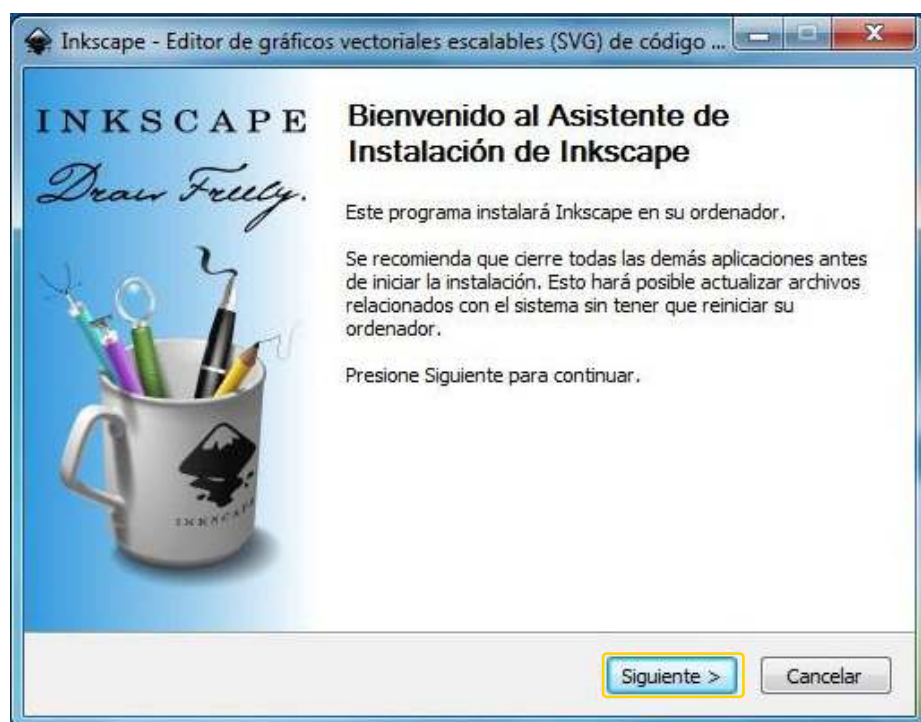 Inkscape - Editor de gráficos vectoriales escalables (SVG) de código ...
INKSCAPE
Draw Freely.
Bienvenido al Asistente de
Instalación de Inkscape
Este programa instalará Inkscape en su ordenador.
Se recomienda que cierre todas las demás aplicaciones antes
de iniciar la instalación. Esto hará posible actualizar archivos
relacionados con el sistema sin tener que reiniciar su
ordenador.
Presione Siguiente para continuar.
INKSCAPE
Siguiente >
Cancelar